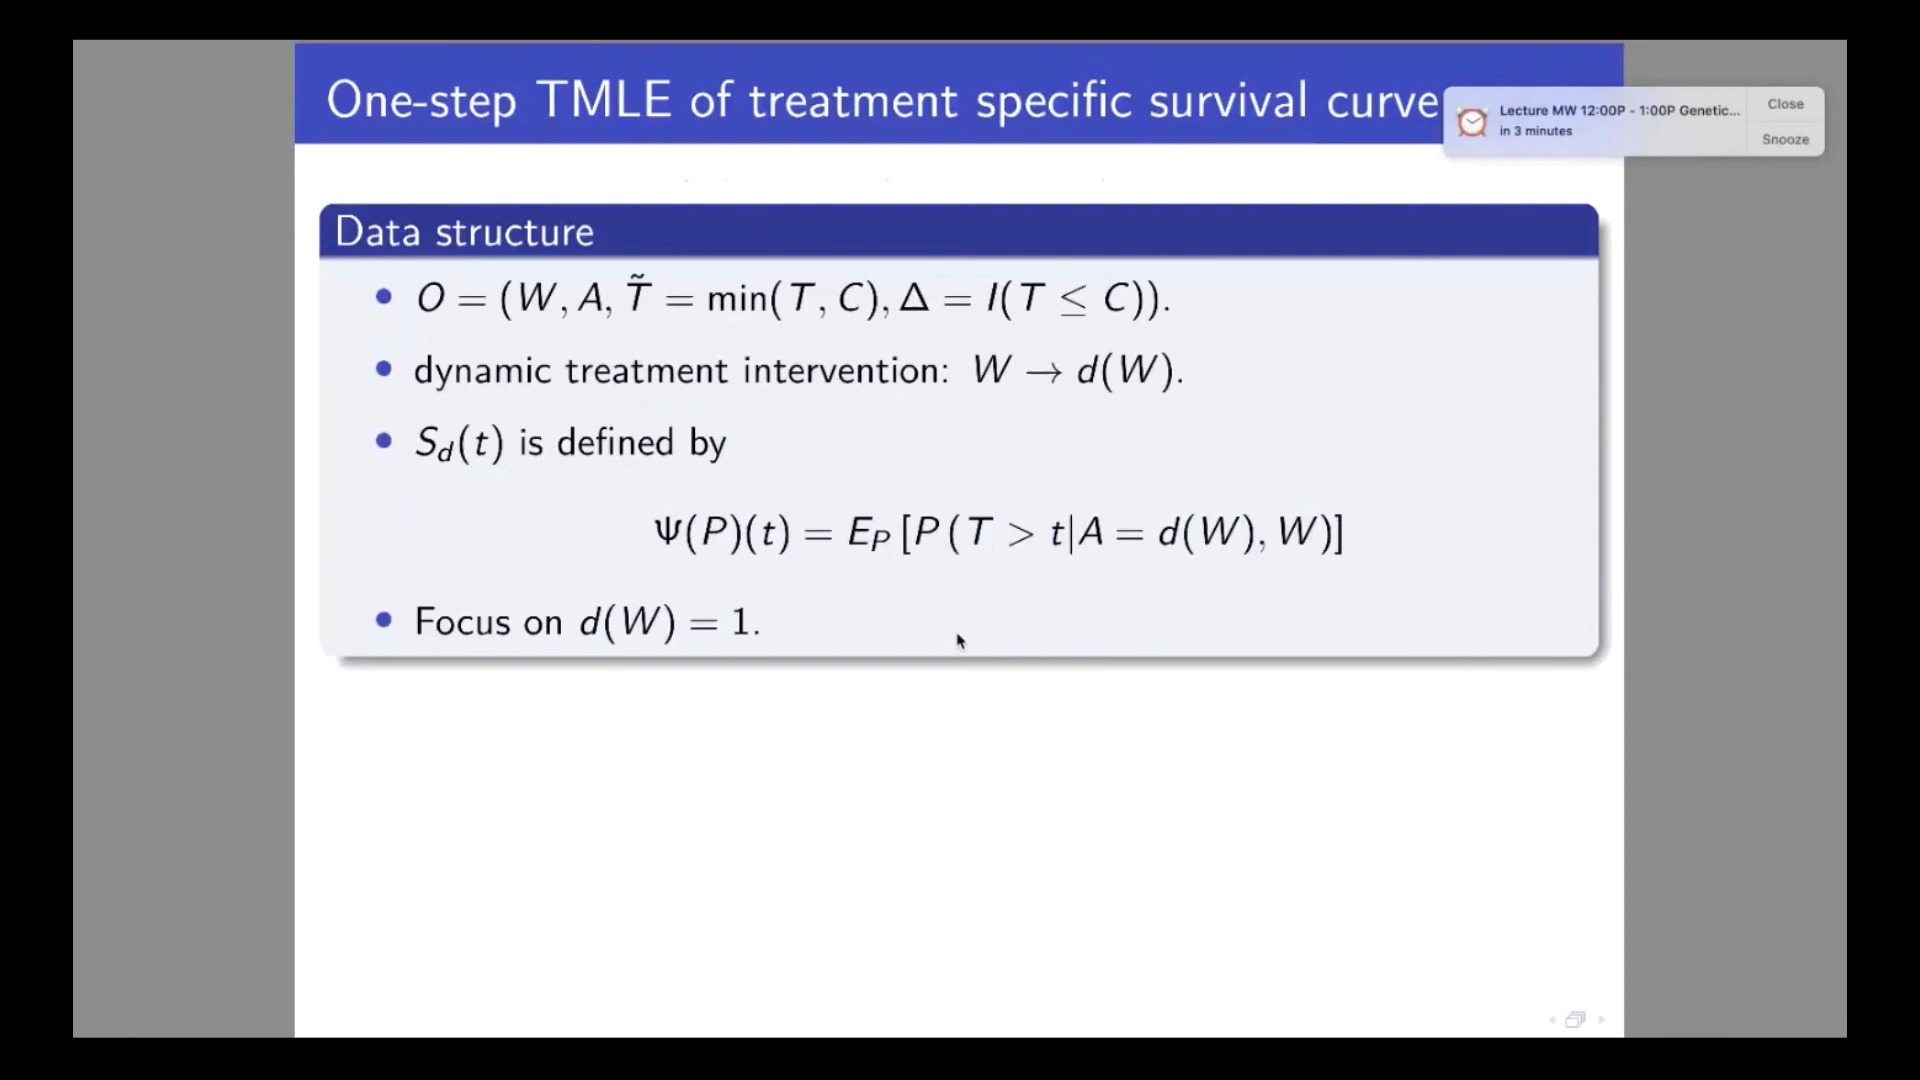 One-step TMLE of treatment specific survival curve
Lecture MW 12:00P - 1:00P Genetic...
in 3 minutes
Close
Snooze
Data structure
• O = (W, A, T̃ = min(T, C), Δ = I(T ≤ C)).
• dynamic treatment intervention: W → d(W).
• S_d(t) is defined by
Ψ(P)(t) = E_P [P (T > t|A = d(W), W)]
• Focus on d(W) = 1.